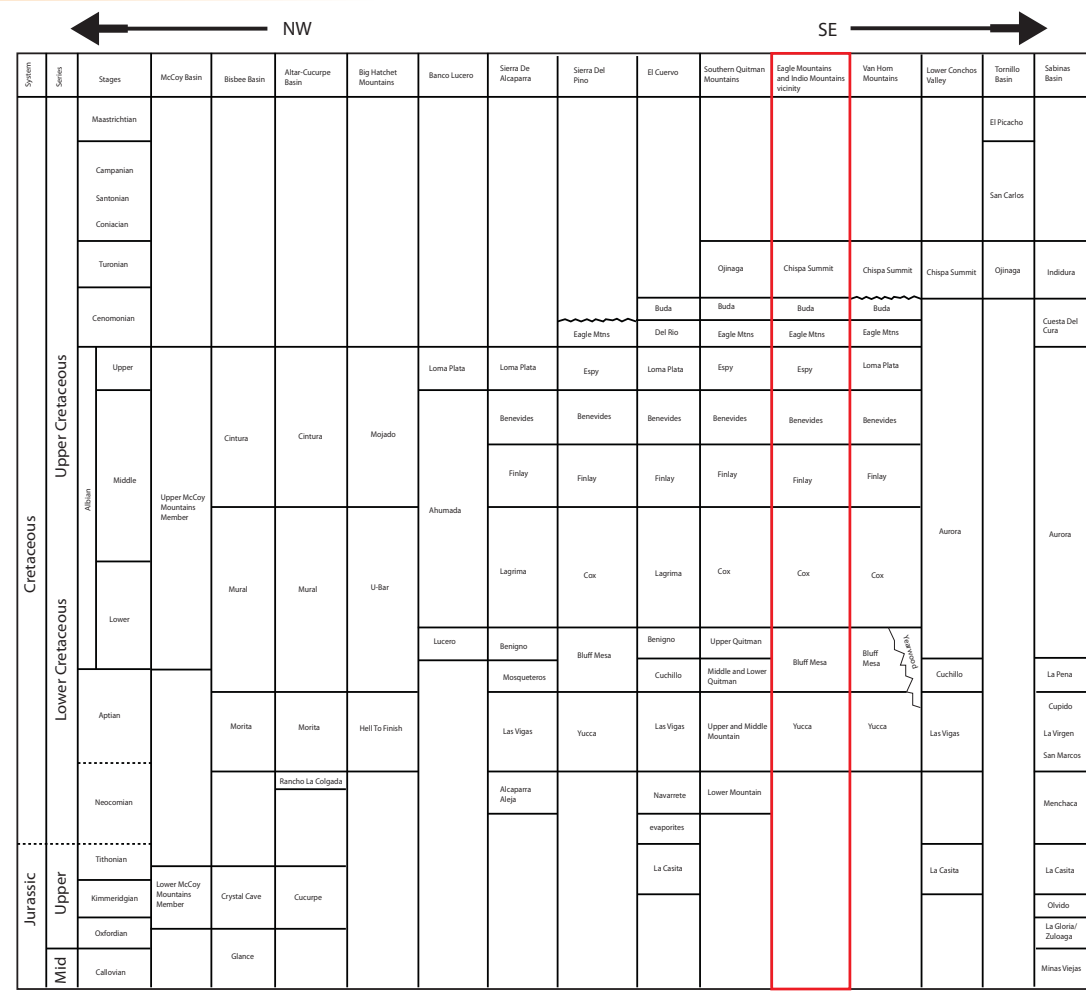 NW
SE
System
Series
Stages
McCoy Basin
Bisbee Basin
Altar-Cucurpe
Basin
Big Hatchet
Mountains
Banco Lucero
Sierra De
Alcaparra
Sierra Del
Pino
El Cuervo
Southern Quitman
Mountains
Eagle Mountains
and Indio Mountains
vicinity
Van Horn
Mountains
Lower Conchos
Valley
Tornillo
Basin
Sabinas
Basin
Cretaceous
Jurassic
Upper Cretaceous
Lower Cretaceous
Upper
Mid
Maastrichtian
Campanian
Santonian
Coniacian
Turonian
Cenomonian
Albian
Upper
Middle
Lower
Aptian
Neocomian
Tithonian
Kimmeridgian
Oxfordian
Callovian
Upper McCoy
Mountains
Member
Lower McCoy
Mountains
Member
Cintura
Mural
Morita
Crystal Cave
Glance
Cintura
Mural
Morita
Rancho La Colgada
Cucurpe
Mojado
U-Bar
Hell To Finish
Loma Plata
Ahumada
Lucero
Loma Plata
Benevides
Finlay
Lagrima
Benigno
Mosqueteros
Las Vigas
Alcaparra
Aleja
Eagle Mtns
Espy
Benevides
Finlay
Cox
Bluff Mesa
Yucca
Buda
Del Rio
Loma Plata
Benevides
Finlay
Lagrima
Benigno
Cuchillo
Las Vigas
Navarrete
evaporites
La Casita
Ojinaga
Buda
Eagle Mtns
Espy
Benevides
Finlay
Cox
Upper Quitman
Middle and Lower
Quitman
Upper and Middle
Mountain
Lower Mountain
Chispa Summit
Buda
Eagle Mtns
Espy
Benevides
Finlay
Cox
Bluff Mesa
Yucca
Chispa Summit
Buda
Eagle Mtns
Loma Plata
Benevides
Finlay
Cox
Bluff
Mesa
Yearwood
Yucca
Chispa Summit
Aurora
Cuchillo
Las Vigas
La Casita
El Picacho
San Carlos
Ojinaga
Indidura
Cuesta Del
Cura
Aurora
La Pena
Cupido
La Virgen
San Marcos
Menchaca
La Casita
Olvido
La Gloria/
Zuloaga
Minas Viejas